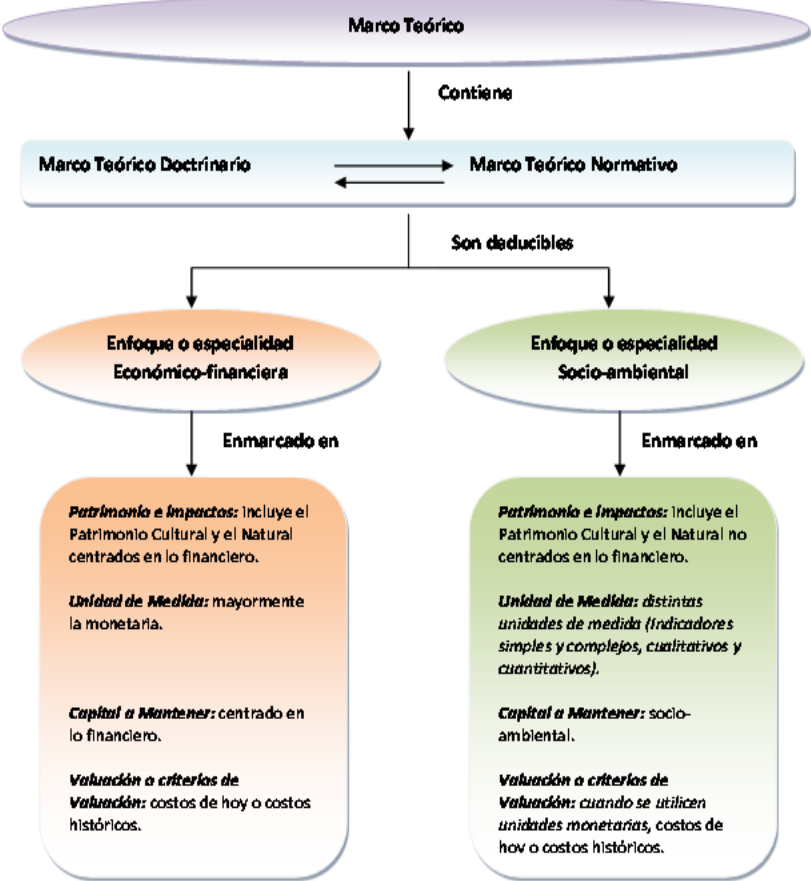 Marco Teórico
Contiene
Marco Teórico Doctrinario
Marco Teórico Normativo
Son deducibles
Enfoque o especialidad
Económico-financiera
Enfoque o especialidad
Socio-ambiental
Enmarcado en
Enmarcado en
Patrimonio e impactos: incluye el
Patrimonio Cultural y el Natural
centrados en lo financiero.
Unidad de Medida: mayormente
la monetaria.
Capital a Mantener: centrado en
lo financiero.
Valuación o criterios de
Valuación: costos de hoy o costos
históricos.
Patrimonio e impactos: incluye el
Patrimonio Cultural y el Natural no
centrados en lo financiero.
Unidad de Medida: distintas
unidades de medida (indicadores
simples y complejos, cualitativos y
cuantitativos).
Capital a Mantener: socio-
ambiental.
Valuación o criterios de
Valuación: cuando se utilicen
unidades monetarias, costos de
hoy o costos históricos.